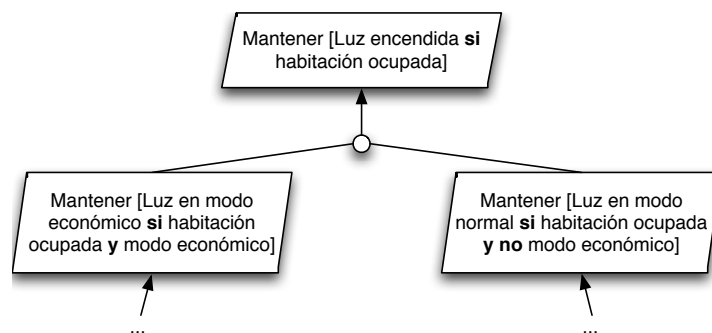 Mantener [Luz encendida si
habitación ocupada]
Mantener [Luz en modo
económico si habitación
ocupada y modo económico]
Mantener [Luz en modo
normal si habitación ocupada
y no modo económico]
...
...